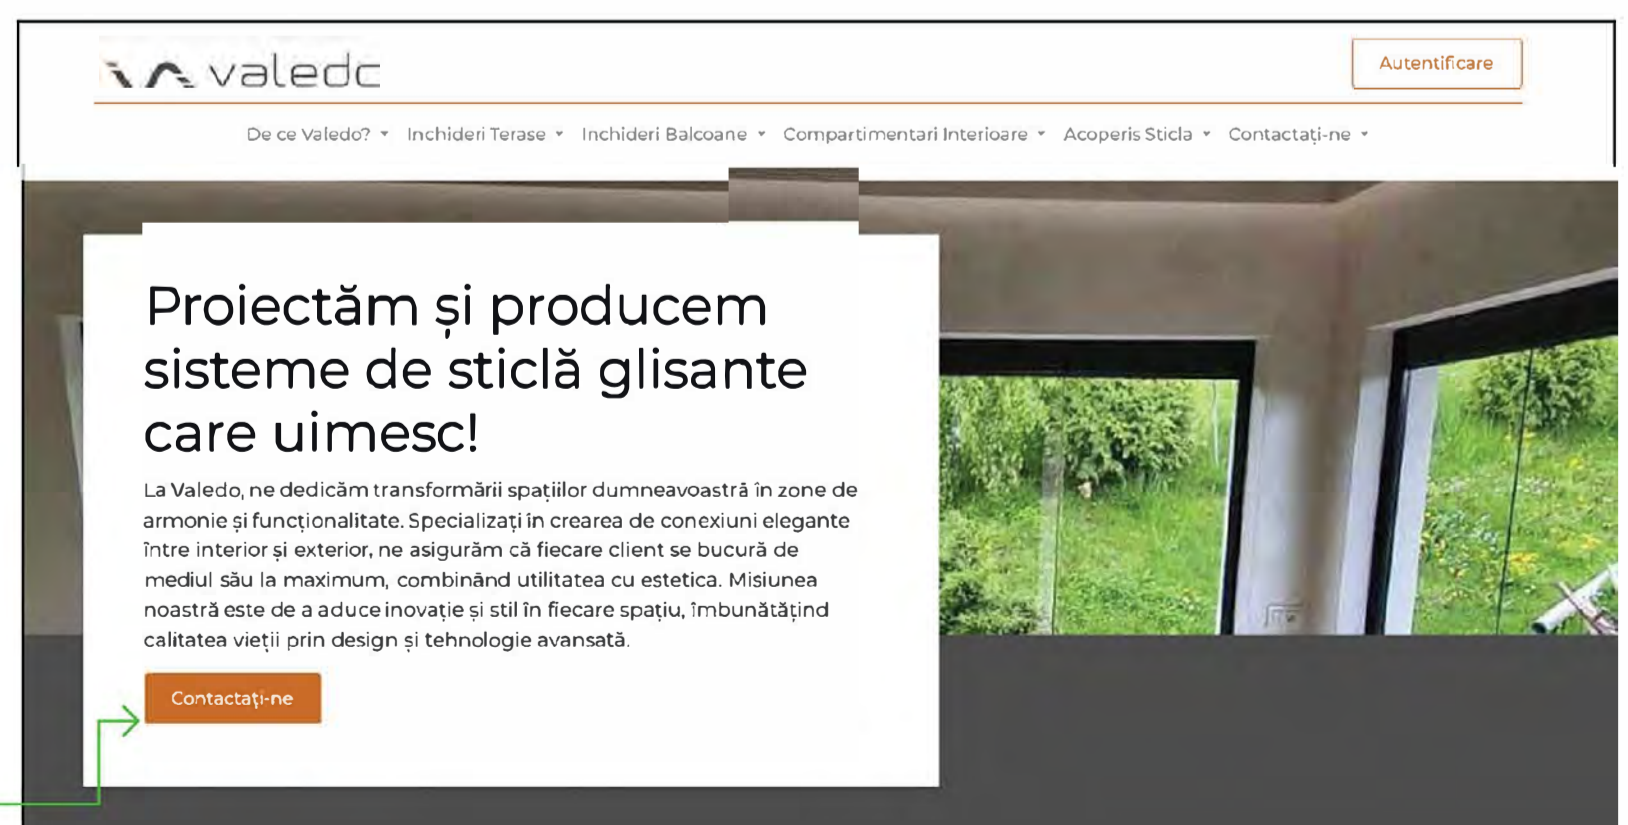 valedc
Autentificare
De ce Valedo? Inchideri Terase Inchideri Balcoane Compartimentari Interioare Acoperis Sticla Contactați-ne
Proiectăm și producem
sisteme de sticlă glisante
care uimesc!
La Valedo, ne dedicăm transformării spațiilor dumneavoastră în zone de
armonie și funcționalitate. Specializați în crearea de conexiuni elegante
între interior și exterior, ne asigurăm că fiecare client se bucură de
mediul său la maximum, combinând utilitatea cu estetica. Misiunea
noastră este de a aduce inovație și stil în fiecare spațiu, îmbunătățind
calitatea vieții prin design și tehnologie avansată.
Contactați-ne